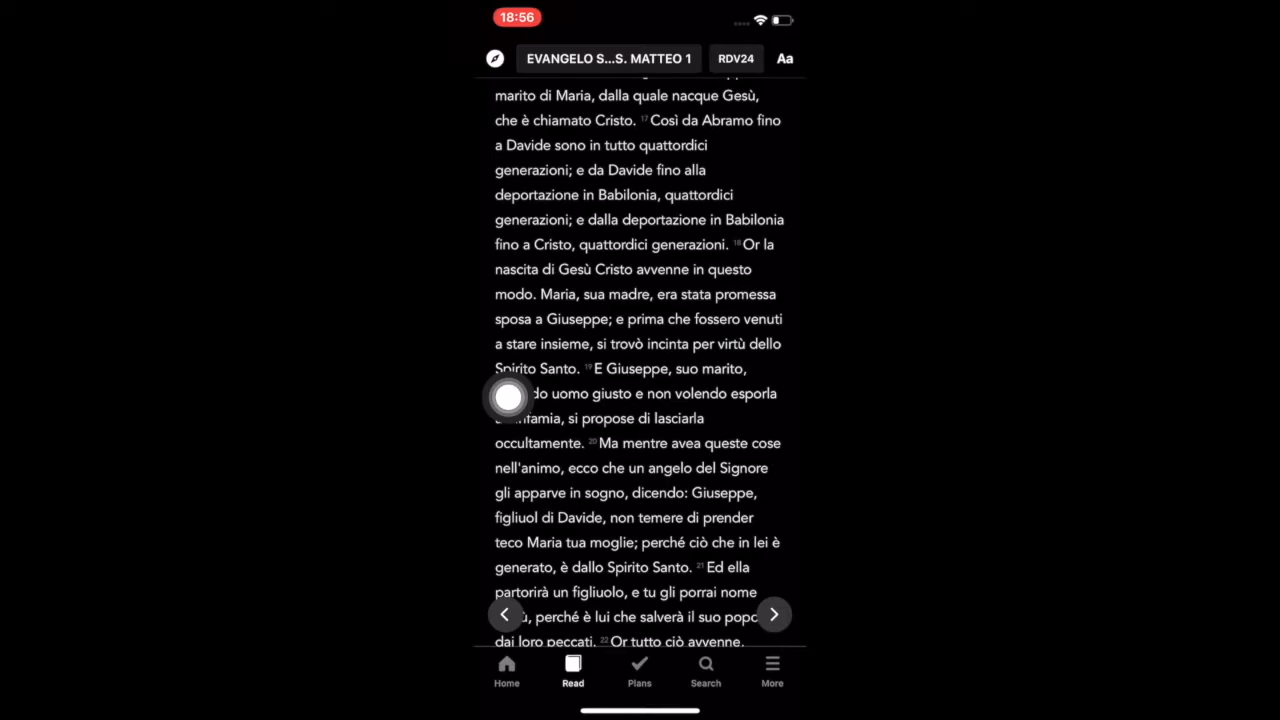 18:56
EVANGELO S...S. MATTEO 1
RDV24
Aa
marito di Maria, dalla quale nacque Gesù,
che è chiamato Cristo. 17 Così da Abramo fino
a Davide sono in tutto quattordici
generazioni; e da Davide fino alla
deportazione in Babilonia, quattordici
generazioni; e dalla deportazione in Babilonia
fino a Cristo, quattordici generazioni. 18 Or la
nascita di Gesù Cristo avvenne in questo
modo. Maria, sua madre, era stata promessa
sposa a Giuseppe; e prima che fossero venuti
a stare insieme, si trovò incinta per virtù dello
Spirito Santo. 19 E Giuseppe, suo marito,
do uomo giusto e non volendo esporla
si propose di lasciarla
occultamente. 20 Ma mentre avea queste cose
nell'animo, ecco che un angelo del Signore
gli apparve in sogno, dicendo: Giuseppe,
figliuol di Davide, non temere di prender
teco Maria tua moglie; perché ciò che in lei è
generato, è dallo Spirito Santo. 21 Ed ella
partorirà un figliuolo, e tu gli porrai nome
perché è lui che salverà il suo popo
dai loro peccati. 22 Or tutto ciò avvenne,
Home
Read
Plans
Search
More